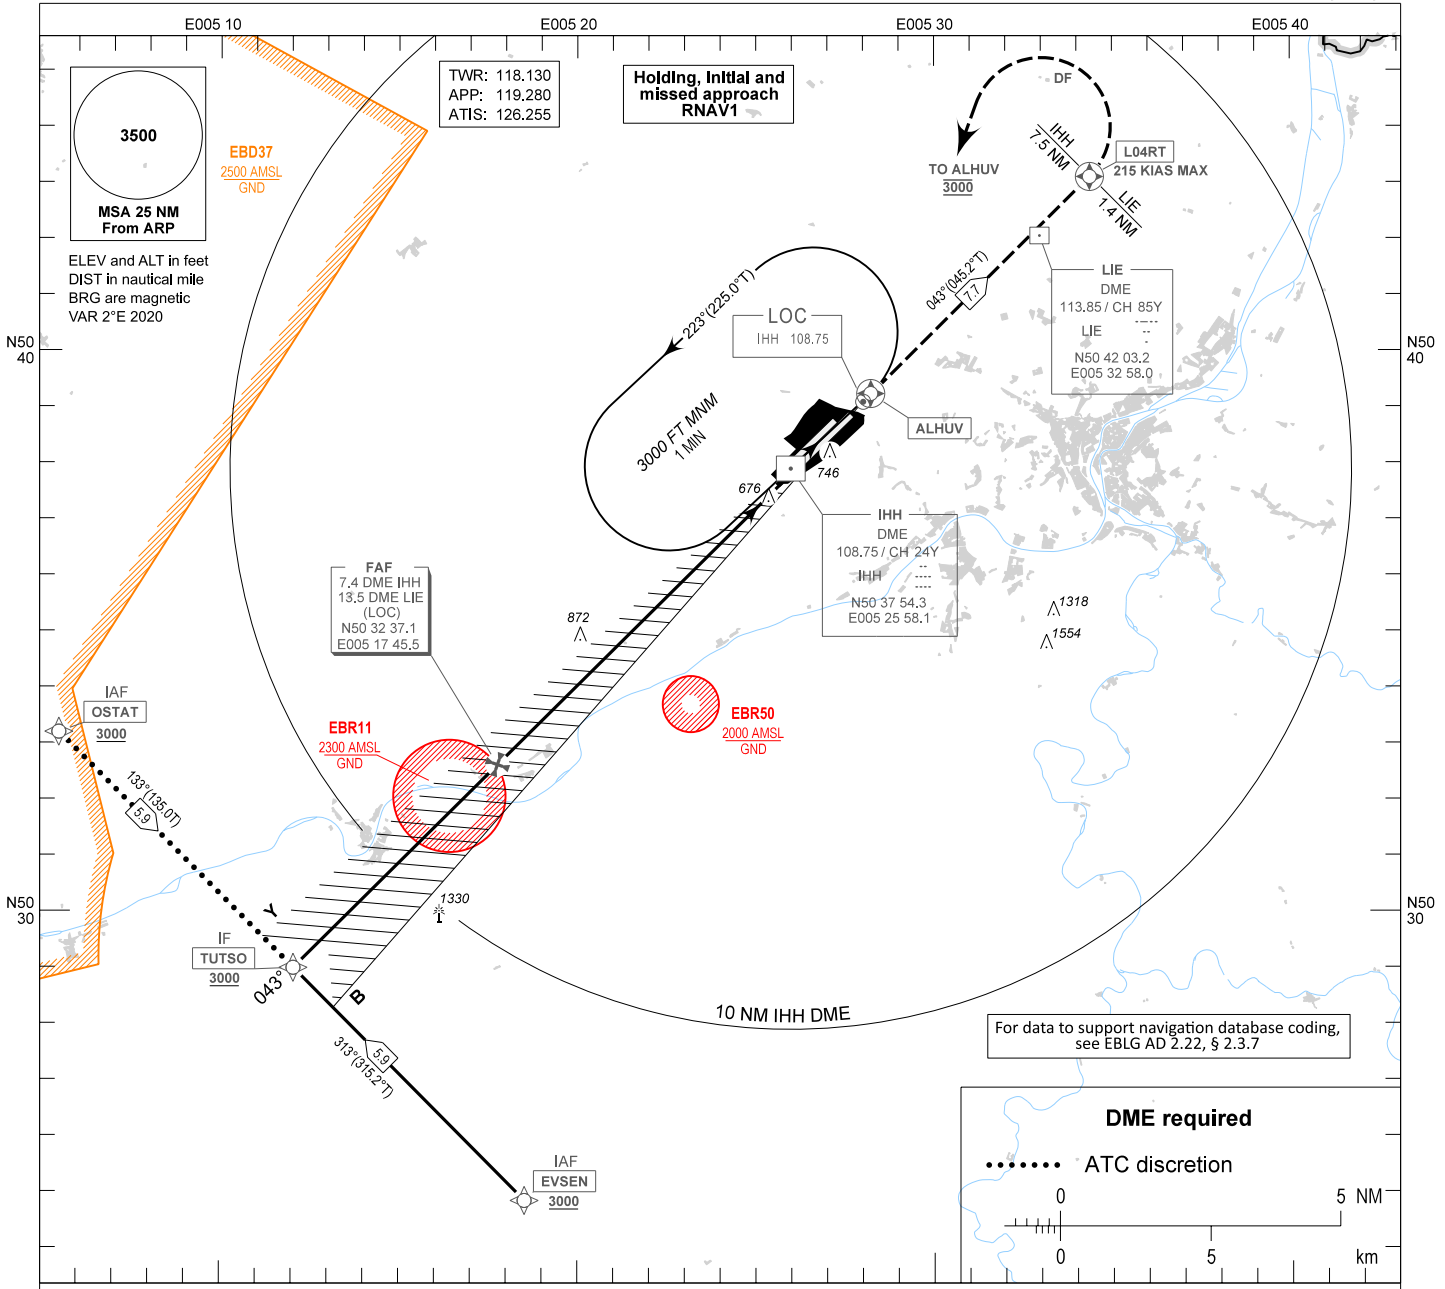 E005 10
E005 20
E005 30
E005 40
3500
MSA 25 NM
From ARP
ELEV and ALT in feet
DIST in nautical mile
BRG are magnetic
VAR 2°E 2020
EBD37
2500 AMSL
GND
TWR: 118.130
APP: 119.280
ATIS: 126.255
Holding, Initial and
missed approach
RNAV1
DF
TO ALHUV
3000
IHH
7.5 NM
L04RT
215 KIAS MAX
LIE
1.4 NM
LIE
DME
113.85 / CH 85Y
LIE
N50 42 03.2
E005 32 58.0
043°(045.2°T)
7.7
223°(225.0°T)
3000 FT MNM
1 MIN
LOC
IHH 108.75
ALHUV
N50
40
N50
40
746
676
IHH
DME
108.75 / CH 24Y
IHH
N50 37 54.3
E005 25 58.1
FAF
7.4 DME IHH
13.5 DME LIE
(LOC)
N50 32 37.1
E005 17 45.5
872
1318
1554
IAF
OSTAT
3000
EBR11
2300 AMSL
GND
EBR50
2000 AMSL
GND
133°(135.0T)
5.9
1330
N50
30
N50
30
Y
IF
TUTSO
3000
043°
B
10 NM IHH DME
313°(315.2°T)
5.9
IAF
EVSEN
3000
For data to support navigation database coding,
see EBLG AD 2.22, § 2.3.7
DME required
ATC discretion
0 5 NM
0 5 km